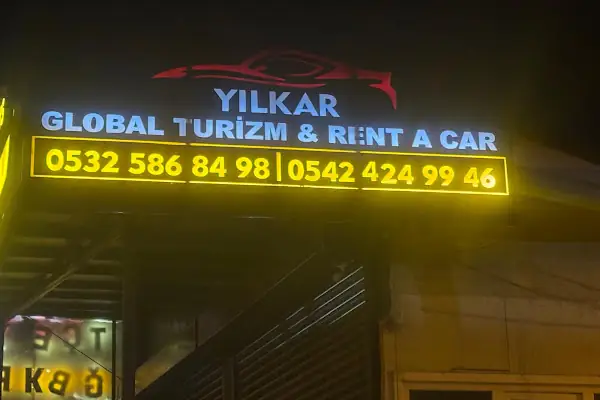 YILKAR
GLOBAL TURİZM & RENT A CAR
0532 586 84 98 | 0542 424 99 46